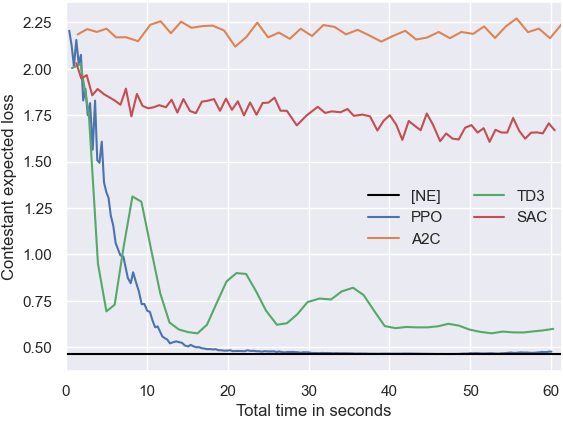 2.25
2.00
1.75
1.50
1.25
1.00
0.75
0.50
Contestant expected loss
[NE]
PPO
A2C
TD3
SAC
0 10 20 30 40 50 60
Total time in seconds